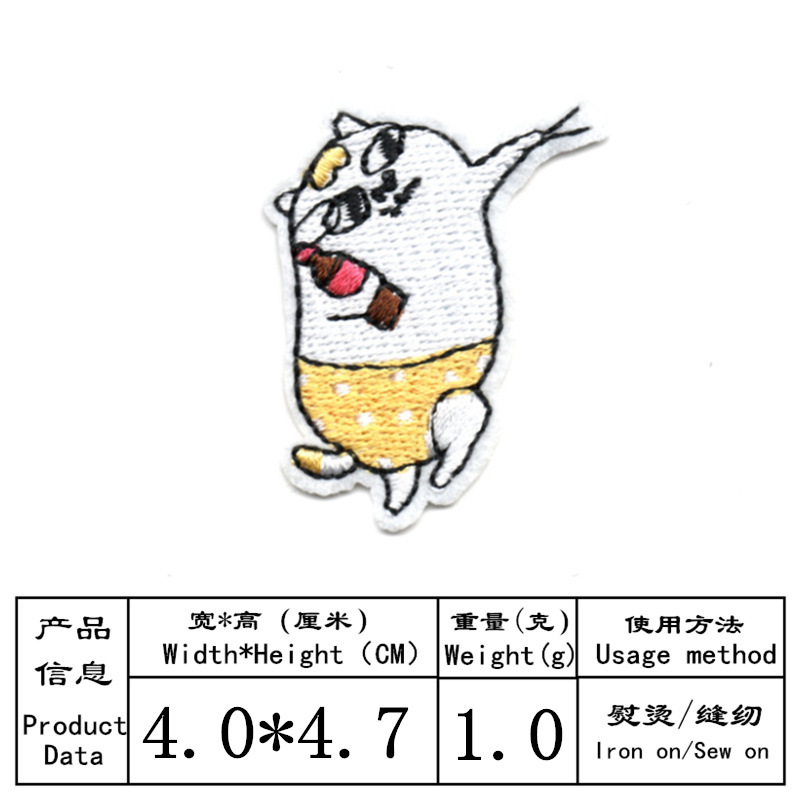 产品
信息
Product
Data
宽*高 (厘米)
Width*Height (CM)
4.0*4.7
重量(克)
Weight(g)
1.0
使用方法
Usage method
熨烫/缝纫
Iron on/Sew on